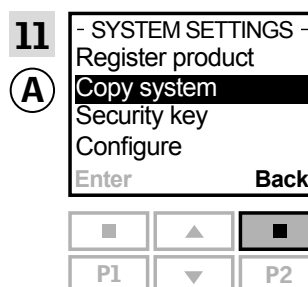 11
A
- SYSTEM SETTINGS -
Register product
Copy system
Security key
Configure
Enter Back
P1 P2